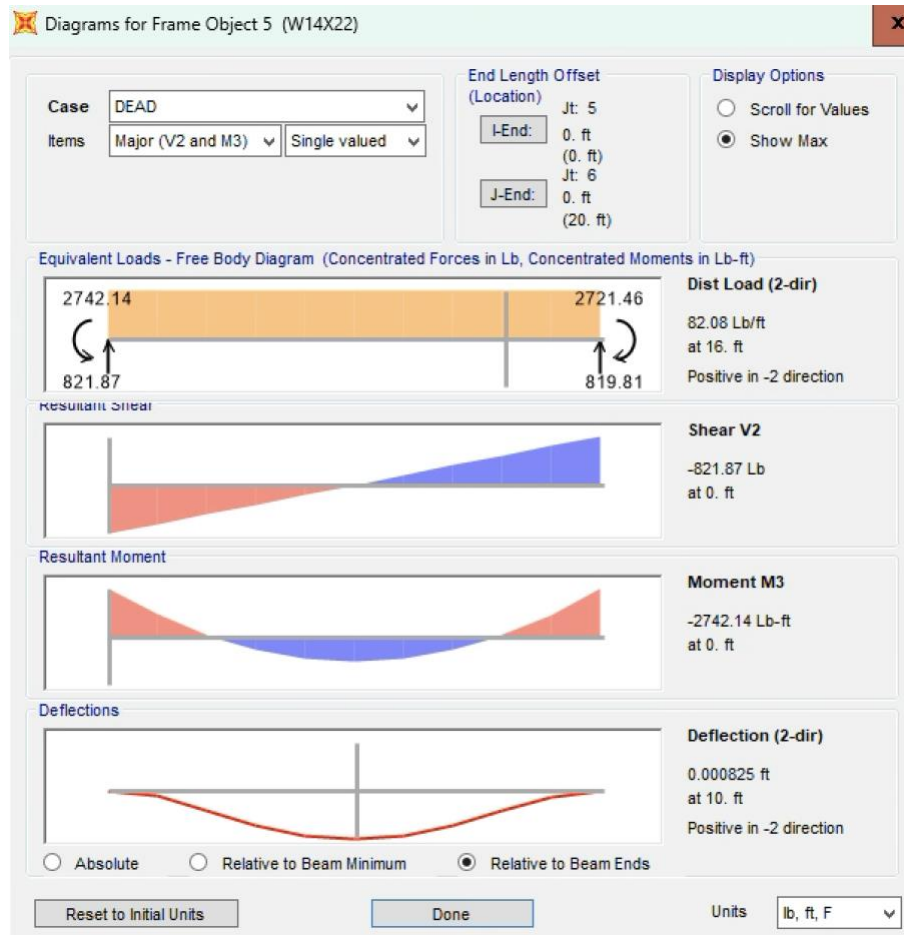 Diagrams for Frame Object 5 (W14X22)
x
Case DEAD
Items Major (V2 and M3) Single valued
End Length Offset
(Location)
I-End:
Jt: 5
0. ft
(0. ft)
J-End:
Jt: 6
0. ft
(20. ft)
Display Options
Scroll for Values
Show Max
Equivalent Loads - Free Body Diagram (Concentrated Forces in Lb, Concentrated Moments in Lb-ft)
2742.14 2721.46
821.87 819.81
Dist Load (2-dir)
82.08 Lb/ft
at 16. ft
Positive in -2 direction
Resultant Shear
Shear V2
-821.87 Lb
at 0. ft
Resultant Moment
Moment M3
-2742.14 Lb-ft
at 0. ft
Deflections
Deflection (2-dir)
0.000825 ft
at 10. ft
Positive in -2 direction
Absolute Relative to Beam Minimum Relative to Beam Ends
Reset to Initial Units Done Units lb, ft, F